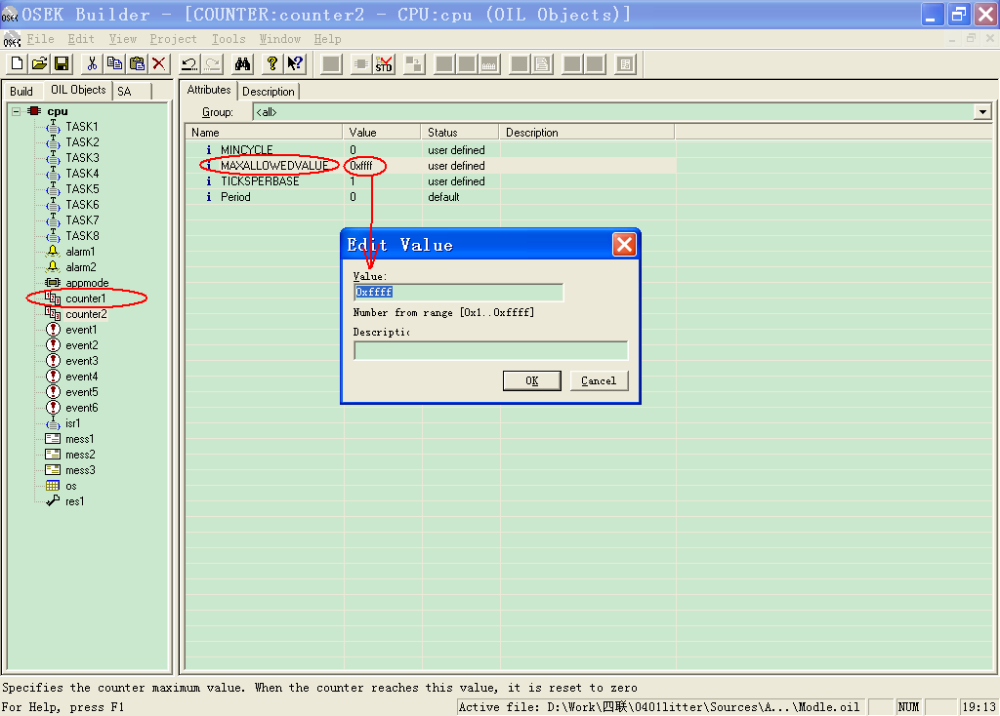 OSEK Builder - [COUNTER:counter2 - CPU:cpu (OIL Objects)]
File Edit View Project Tools Window Help
STD
Build OIL Objects SA
Attributes Description
Group: <all>
Name Value Status Description
MINCYCLE 0 user defined
MAXALLOWEDVALUE 0xffff user defined
TICKSPERBASE 1 user defined
Period 0 default
cpu
TASK1
TASK2
TASK3
TASK4
TASK5
TASK6
TASK7
TASK8
alarm1
alarm2
appmode
counter1
counter2
event1
event2
event3
event4
event5
event6
isr1
mess1
mess2
mess3
os
res1
Edit Value
Value:
0xffff
Number from range [0x1..0xffff]
Descripti
OK Cancel
Specifies the counter maximum value. When the counter reaches this value, it is reset to zero
For Help, press F1
Active file: D:\Work\四联\0401litter\Sources\A...\Modle.oil NUM 19:13